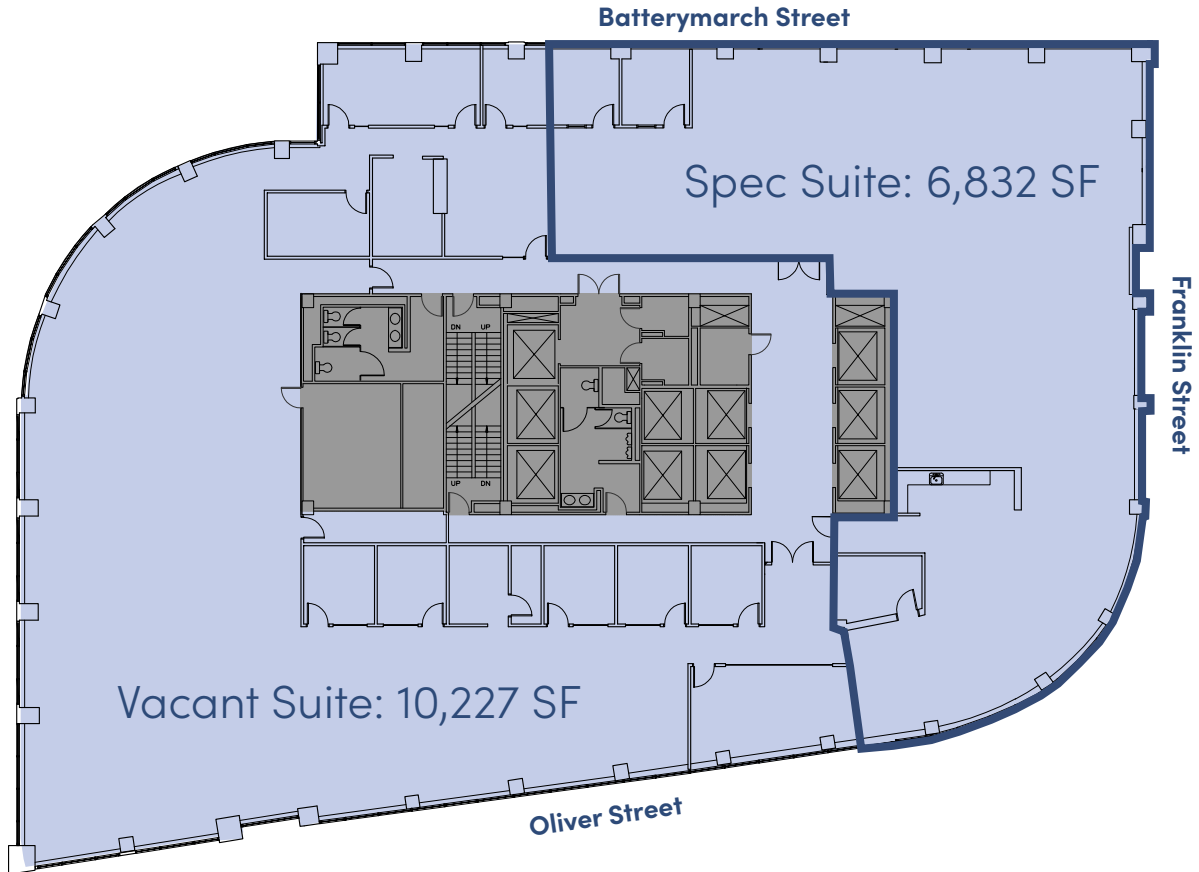 Batterymarch Street
Spec Suite: 6,832 SF
Franklin Street
DN UP
UP DN
Vacant Suite: 10,227 SF
Oliver Street